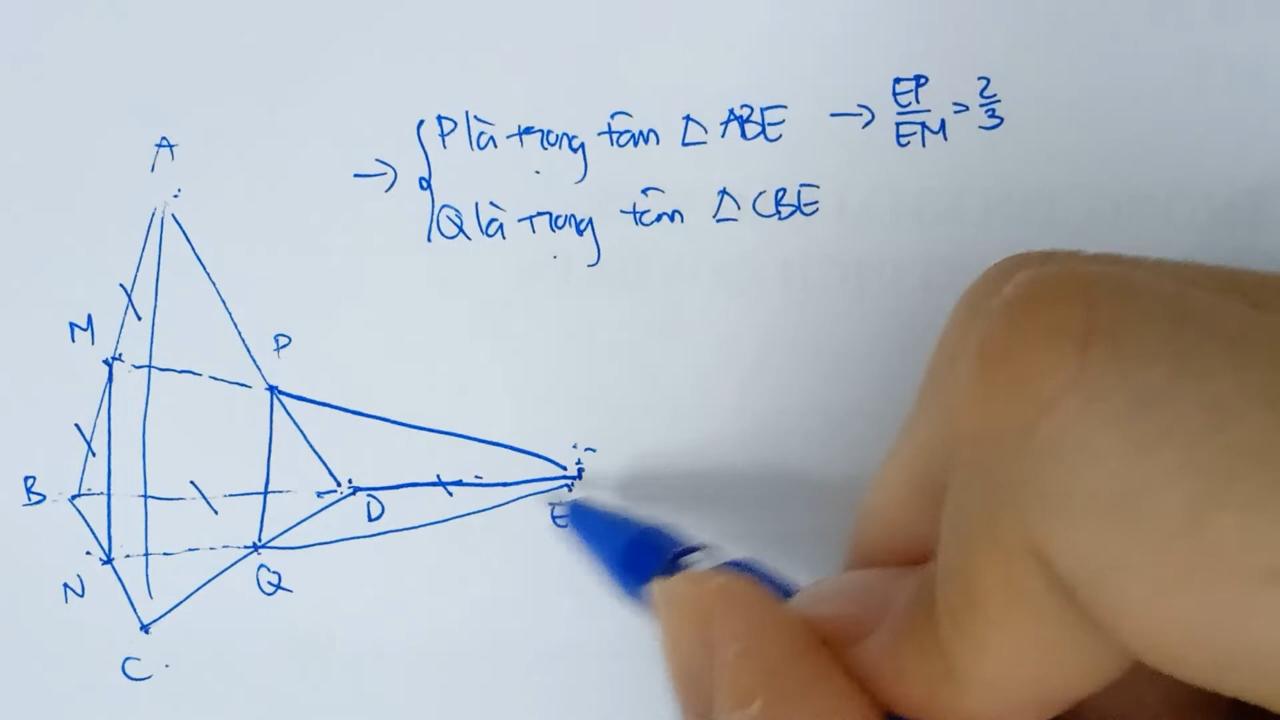 → { P là trọng tâm △ ABE → EP/EM = 2/3
Q là trọng tâm △ CBE
A
M
P
B
D
E
N
Q
C